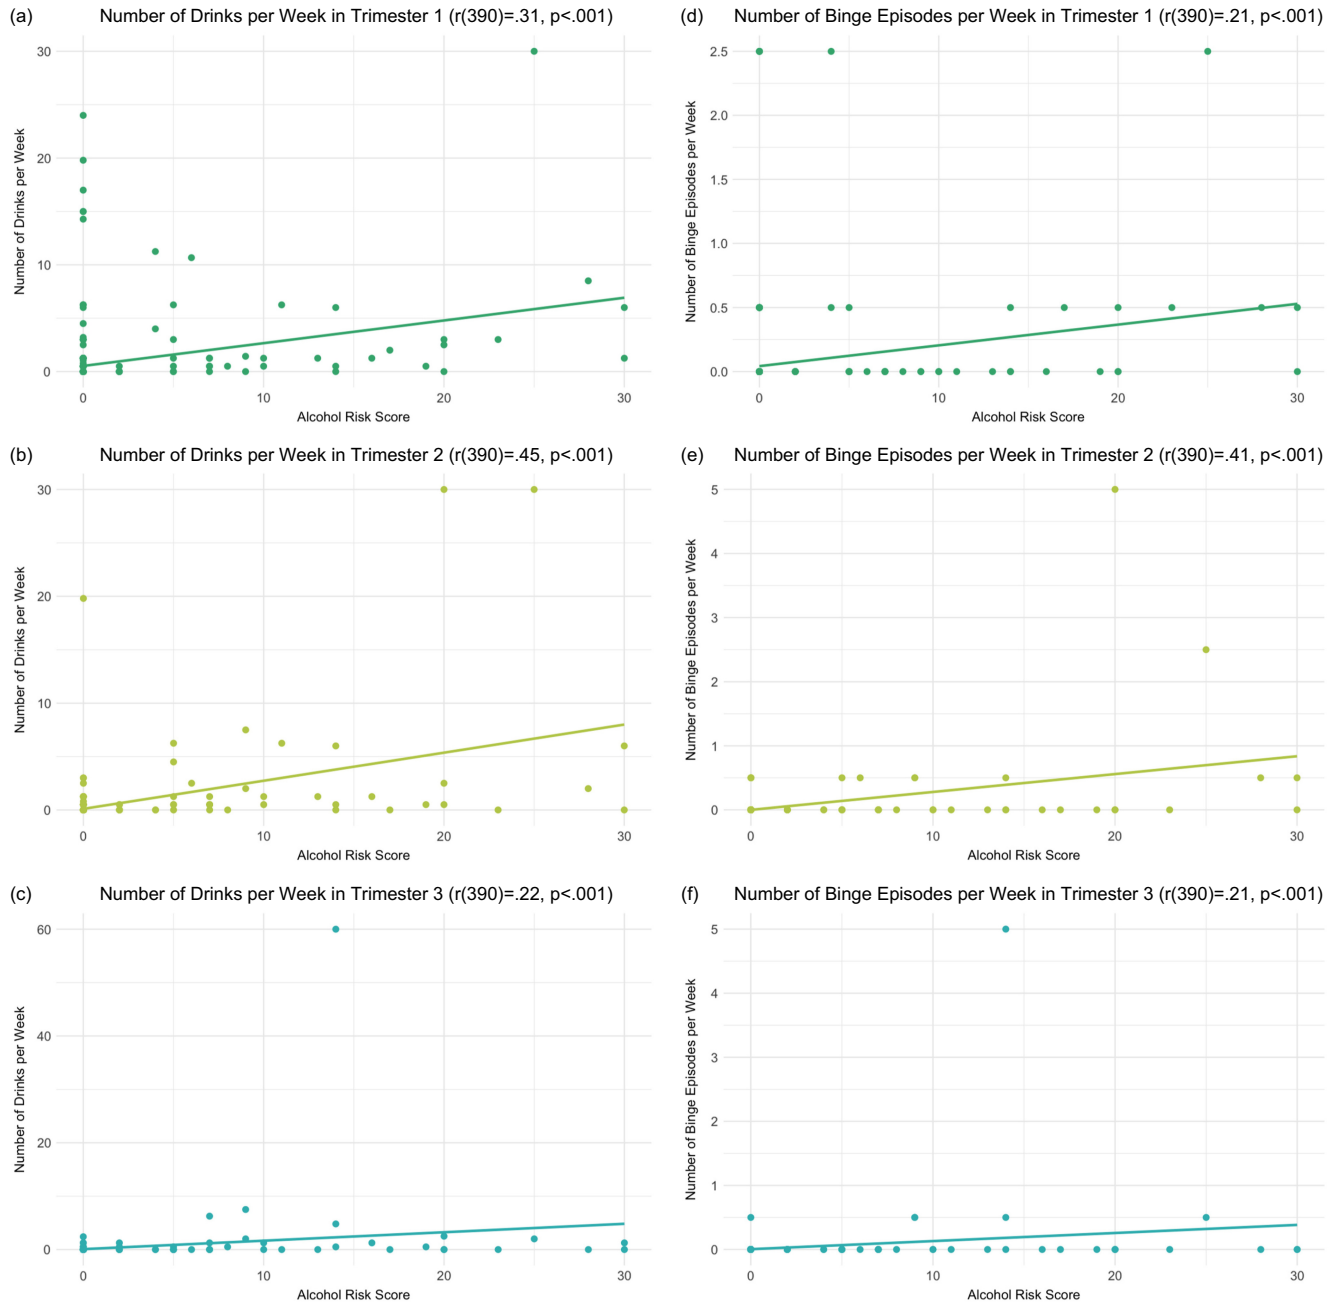 (a) Number of Drinks per Week in Trimester 1 (r(390)=.31, p<.001)
Number of Drinks per Week
30
20
10
0
0 10 20 30
Alcohol Risk Score
(d) Number of Binge Episodes per Week in Trimester 1 (r(390)=.21, p<.001)
Number of Binge Episodes per Week
2.5
2.0
1.5
1.0
0.5
0.0
0 10 20 30
Alcohol Risk Score
(b) Number of Drinks per Week in Trimester 2 (r(390)=.45, p<.001)
Number of Drinks per Week
30
20
10
0
0 10 20 30
Alcohol Risk Score
(e) Number of Binge Episodes per Week in Trimester 2 (r(390)=.41, p<.001)
Number of Binge Episodes per Week
5
4
3
2
1
0
0 10 20 30
Alcohol Risk Score
(c) Number of Drinks per Week in Trimester 3 (r(390)=.22, p<.001)
Number of Drinks per Week
60
40
20
0
0 10 20 30
Alcohol Risk Score
(f) Number of Binge Episodes per Week in Trimester 3 (r(390)=.21, p<.001)
Number of Binge Episodes per Week
5
4
3
2
1
0
0 10 20 30
Alcohol Risk Score